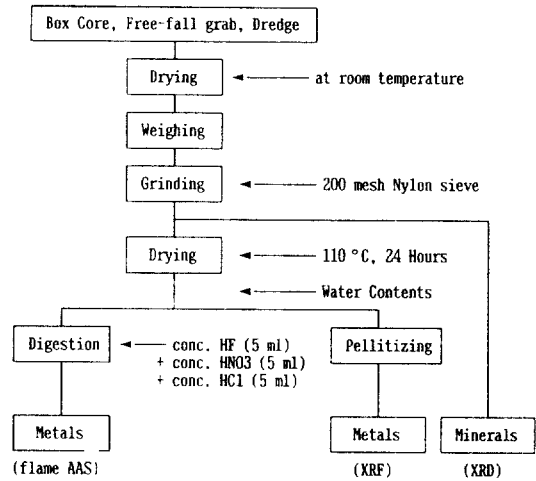 Box Core, Free-fall grab, Dredge
Drying
at room temperature
Weighing
Grinding
200 mesh Nylon sieve
Drying
110 °C, 24 Hours
Water Contents
Digestion
conc. HF (5 ml)
+ conc. HNO3 (5 ml)
+ conc. HCl (5 ml)
Pellitizing
Metals
Metals
Minerals
(flame AAS)
(XRF)
(XRD)